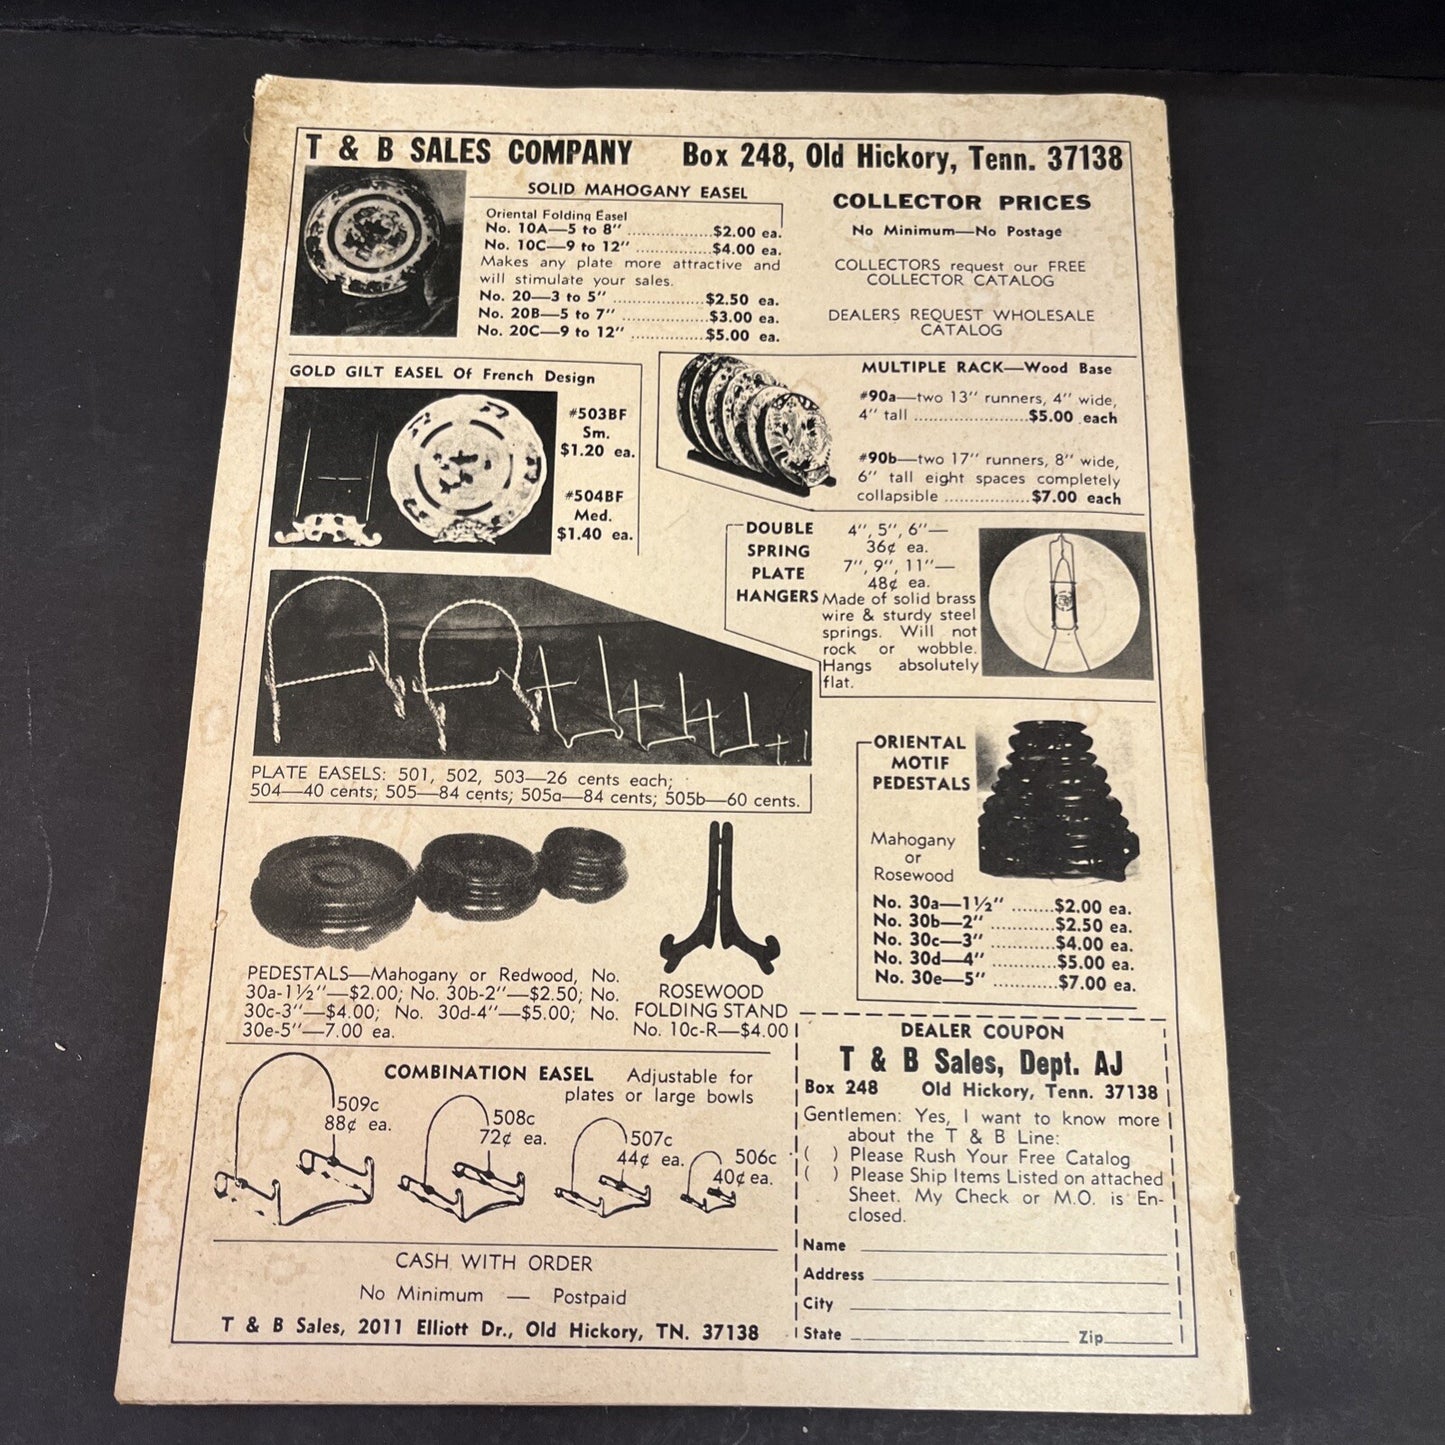 T & B SALES COMPANY Box 248, Old Hickory, Tenn. 37138
SOLID MAHOGANY EASEL
Oriental Folding Easel
No. 10A—5 to 8" ..............$2.00 ea.
No. 10C—9 to 12" .............$4.00 ea.
Makes any plate more attractive and
will stimulate your sales.
No. 20—3 to 5" .....................$2.50 ea.
No. 20B—5 to 7" ..................$3.00 ea.
No. 20C—9 to 12" ................$5.00 ea.
COLLECTOR PRICES
No Minimum—No Postage
COLLECTORS request our FREE
COLLECTOR CATALOG
DEALERS REQUEST WHOLESALE
CATALOG
GOLD GILT EASEL Of French Design
#503BF
Sm.
$1.20 ea.
#504BF
Med.
$1.40 ea.
MULTIPLE RACK—Wood Base
#90a—two 13" runners, 4" wide,
4" tall ......................$5.00 each
#90b—two 17" runners, 8" wide,
6" tall eight spaces completely
collapsible ................$7.00 each
DOUBLE
SPRING
PLATE
HANGERS
4", 5", 6"—
36¢ ea.
7", 9", 11"—
48¢ ea.
Made of solid brass
wire & sturdy steel
springs. Will not
rock or wobble.
Hangs absolutely
flat.
PLATE EASELS: 501, 502, 503—26 cents each;
504—40 cents; 505—84 cents; 505a—84 cents; 505b—60 cents.
ORIENTAL
MOTIF
PEDESTALS
Mahogany
or
Rosewood
No. 30a—1½" ........$2.00 ea.
No. 30b—2" ............$2.50 ea.
No. 30c—3" ............$4.00 ea.
No. 30d—4" ............$5.00 ea.
No. 30e—5" ............$7.00 ea.
PEDESTALS—Mahogany or Redwood, No.
30a-1½"—$2.00; No. 30b-2"—$2.50; No.
30c-3"—$4.00; No. 30d-4"—$5.00; No.
30e-5"—7.00 ea.
ROSEWOOD
FOLDING STAND
No. 10c-R—$4.00
COMBINATION EASEL Adjustable for
plates or large bowls
509c
88¢ ea.
508c
72¢ ea.
507c
44¢ ea.
506c
40¢ ea.
CASH WITH ORDER
No Minimum — Postpaid
T & B Sales, 2011 Elliott Dr., Old Hickory, TN. 37138
DEALER COUPON
T & B Sales, Dept. AJ
Box 248 Old Hickory, Tenn. 37138
Gentlemen: Yes, I want to know more
about the T & B Line:
( ) Please Rush Your Free Catalog
( ) Please Ship Items Listed on attached
Sheet. My Check or M.O. is En-
closed.
Name
Address
City
State Zip